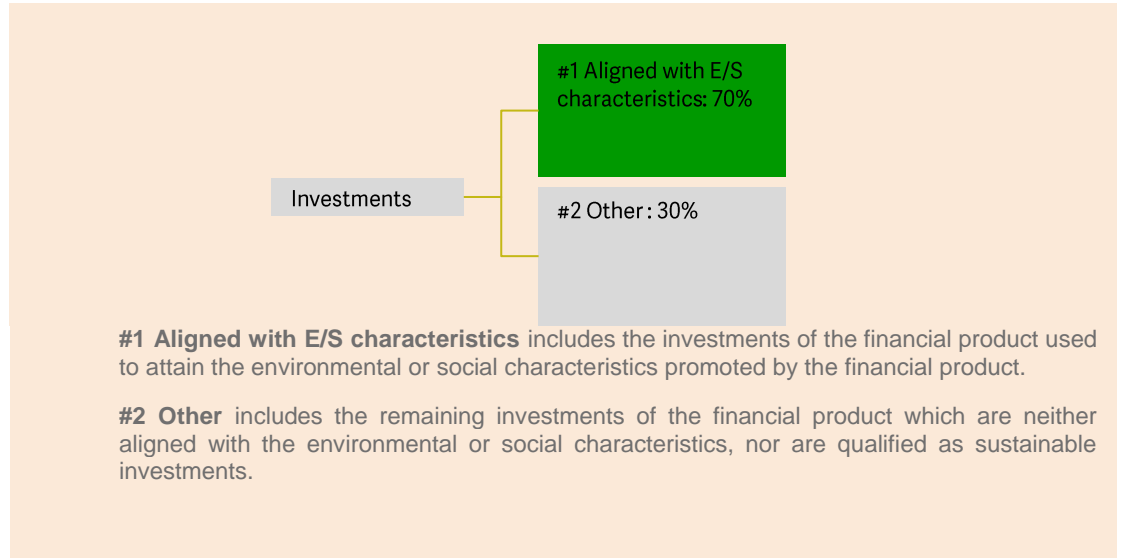 #1 Aligned with E/S
characteristics: 70%
Investments
#2 Other : 30%
#1 Aligned with E/S characteristics includes the investments of the financial product used
to attain the environmental or social characteristics promoted by the financial product.
#2 Other includes the remaining investments of the financial product which are neither
aligned with the environmental or social characteristics, nor are qualified as sustainable
investments.